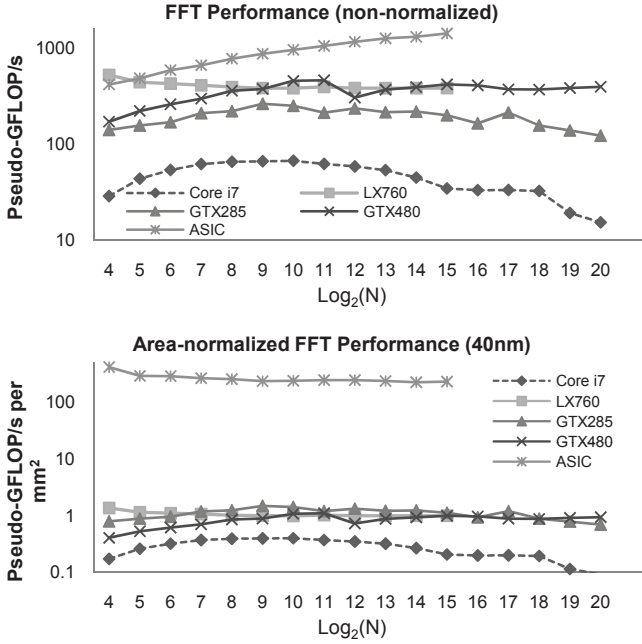 FFT Performance (non-normalized)
Pseudo-GFLOP/s
1000
100
10
Core i7
LX760
GTX285
GTX480
ASIC
4 5 6 7 8 9 10 11 12 13 14 15 16 17 18 19 20
Log2(N)
Area-normalized FFT Performance (40nm)
Pseudo-GFLOP/s per
mm2
100
10
1
0.1
Core i7
LX760
GTX285
GTX480
ASIC
4 5 6 7 8 9 10 11 12 13 14 15 16 17 18 19 20
Log2(N)